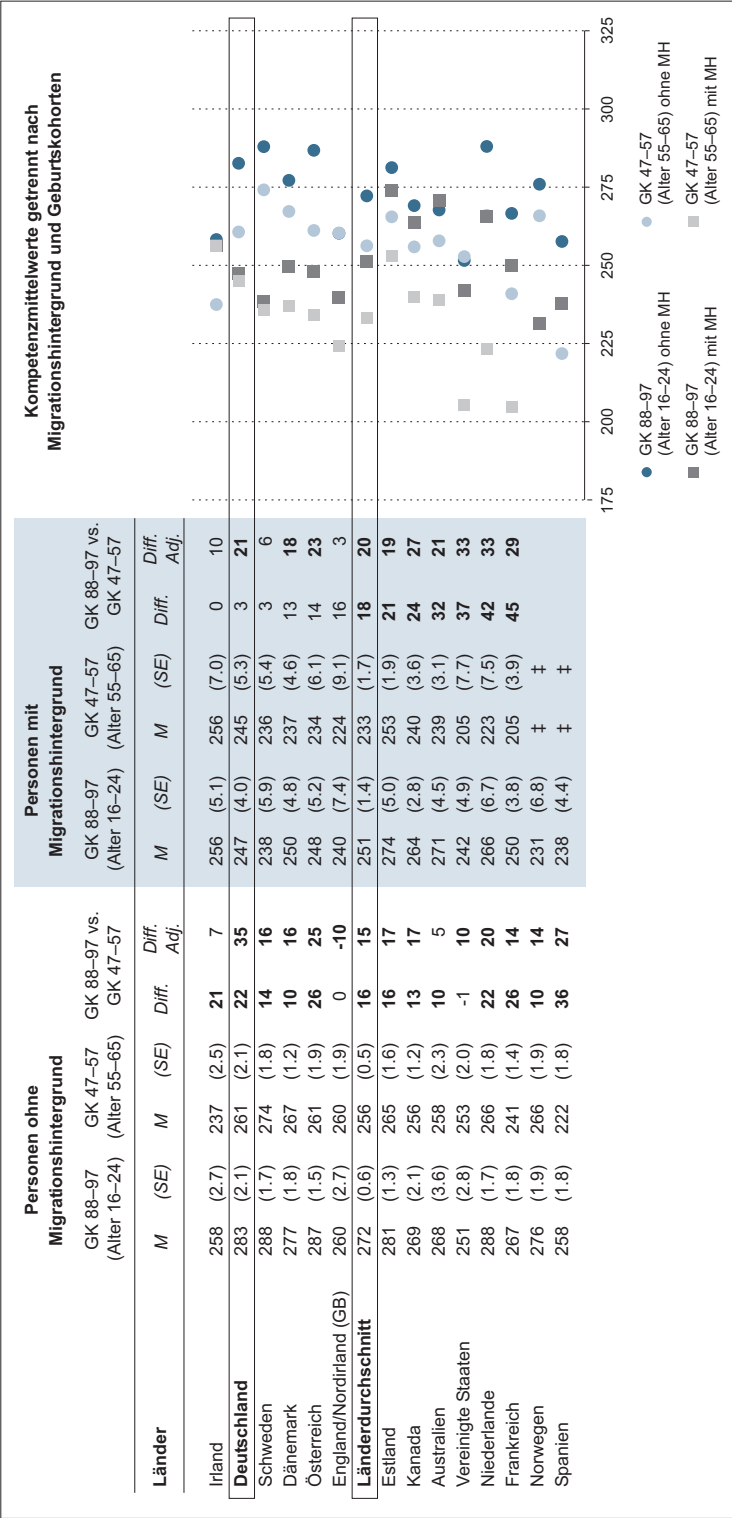 Personen ohne Migrationshintergrund
Personen mit Migrationshintergrund
Kompetenzmittelwerte getrennt nach Migrationshintergrund und Geburtskohorten
GK 88–97 (Alter 16–24) GK 47–57 (Alter 55–65) GK 88–97 vs. GK 47–57 GK 88–97 (Alter 16–24) GK 47–57 (Alter 55–65) GK 88–97 vs. GK 47–57
Länder M (SE) M (SE) Diff. Diff. Adj. M (SE) M (SE) Diff. Diff. Adj.
Irland 258 (2.7) 237 (2.5) 21 7 256 (5.1) 256 (7.0) 0 10
Deutschland 283 (2.1) 261 (2.1) 22 35 247 (4.0) 245 (5.3) 3 21
Schweden 288 (1.7) 274 (1.8) 14 16 238 (5.9) 236 (5.4) 3 6
Dänemark 277 (1.8) 267 (1.2) 10 16 250 (4.8) 237 (4.6) 13 18
Österreich 287 (1.5) 261 (1.9) 26 25 248 (5.2) 234 (6.1) 14 23
England/Nordirland (GB) 260 (2.7) 260 (1.9) 0 -10 240 (7.4) 224 (9.1) 16 3
Länderdurchschnitt 272 (0.6) 256 (0.5) 16 15 251 (1.4) 233 (1.7) 18 20
Estland 281 (1.3) 265 (1.6) 16 17 274 (5.0) 253 (1.9) 21 19
Kanada 269 (2.1) 256 (1.2) 13 17 264 (2.8) 240 (3.6) 24 27
Australien 268 (3.6) 258 (2.3) 10 5 271 (4.5) 239 (3.1) 32 21
Vereinigte Staaten 251 (2.8) 253 (2.0) -1 10 242 (4.9) 205 (7.7) 37 33
Niederlande 288 (1.7) 266 (1.8) 22 20 266 (6.7) 223 (7.5) 42 33
Frankreich 267 (1.8) 241 (1.4) 26 14 250 (3.8) 205 (3.9) 45 29
Norwegen 276 (1.9) 266 (1.9) 10 14 231 (6.8) ‡ ‡
Spanien 258 (1.8) 222 (1.8) 36 27 238 (4.4) ‡ ‡
175 200 225 250 275 300 325
GK 88–97 (Alter 16–24) ohne MH
GK 47–57 (Alter 55–65) ohne MH
GK 88–97 (Alter 16–24) mit MH
GK 47–57 (Alter 55–65) mit MH